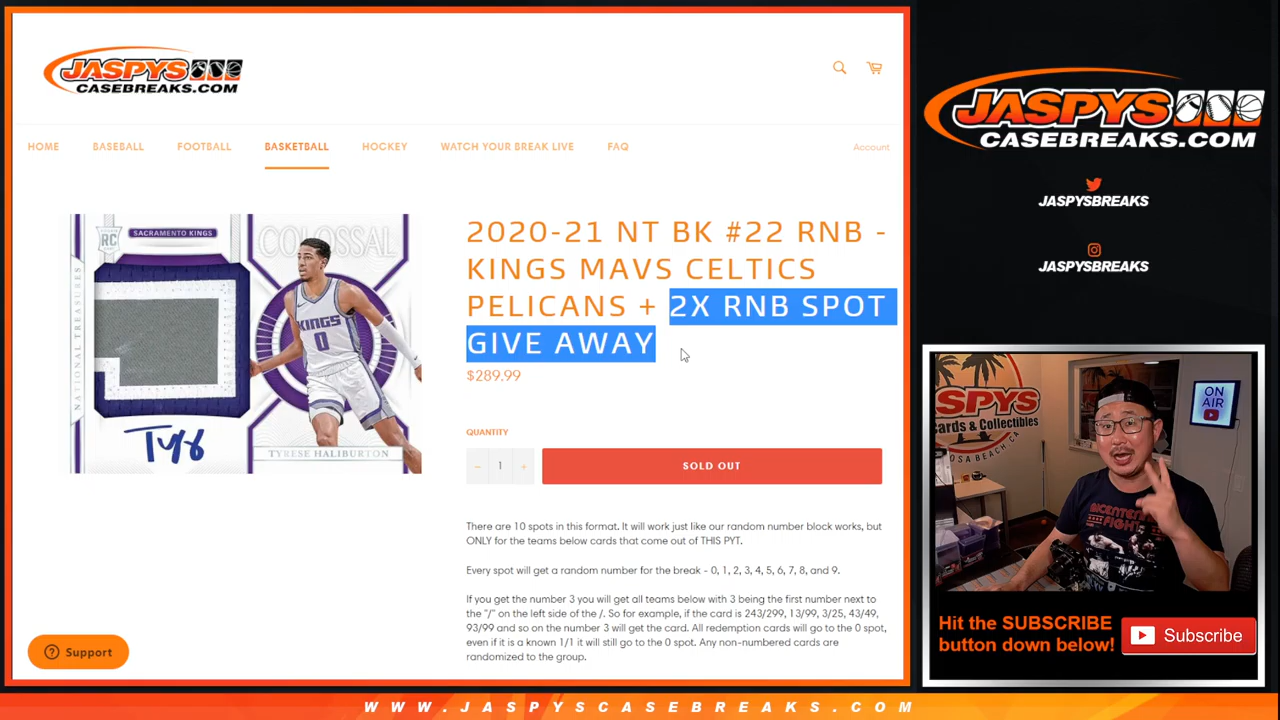 JASPYS
CASEBREAKS.COM
HOME BASEBALL FOOTBALL BASKETBALL HOCKEY WATCH YOUR BREAK LIVE FAQ Account
RC
SACRAMENTO KINGS
COLOSSAL
NATIONAL TREASURES
KINGS
0
TYRESE HALIBURTON
2020-21 NT BK #22 RNB -
KINGS MAVS CELTICS
PELICANS + 2X RNB SPOT
GIVE AWAY
$289.99
QUANTITY
− 1 +
SOLD OUT
There are 10 spots in this format. It will work just like our random number block works, but
ONLY for the teams below cards that come out of THIS PYT.
Every spot will get a random number for the break - 0, 1, 2, 3, 4, 5, 6, 7, 8, and 9.
If you get the number 3 you will get all teams below with 3 being the first number next to
the "/" on the left side of the /. So for example, if the card is 243/299, 13/99, 3/25, 43/49,
93/99 and so on the number 3 will get the card. All redemption cards will go to the 0 spot,
even if it is a known 1/1 it will still go to the 0 spot. Any non-numbered cards are
randomized to the group.
Support
JASPYS
CASEBREAKS.COM
JASPYSBREAKS
JASPYSBREAKS
ON
AIR
Cards & Collectibles
BICENTENNIAL
FIGHT
Hit the SUBSCRIBE
button down below!
Subscribe
WWW.JASPYSCASEBREAKS.COM